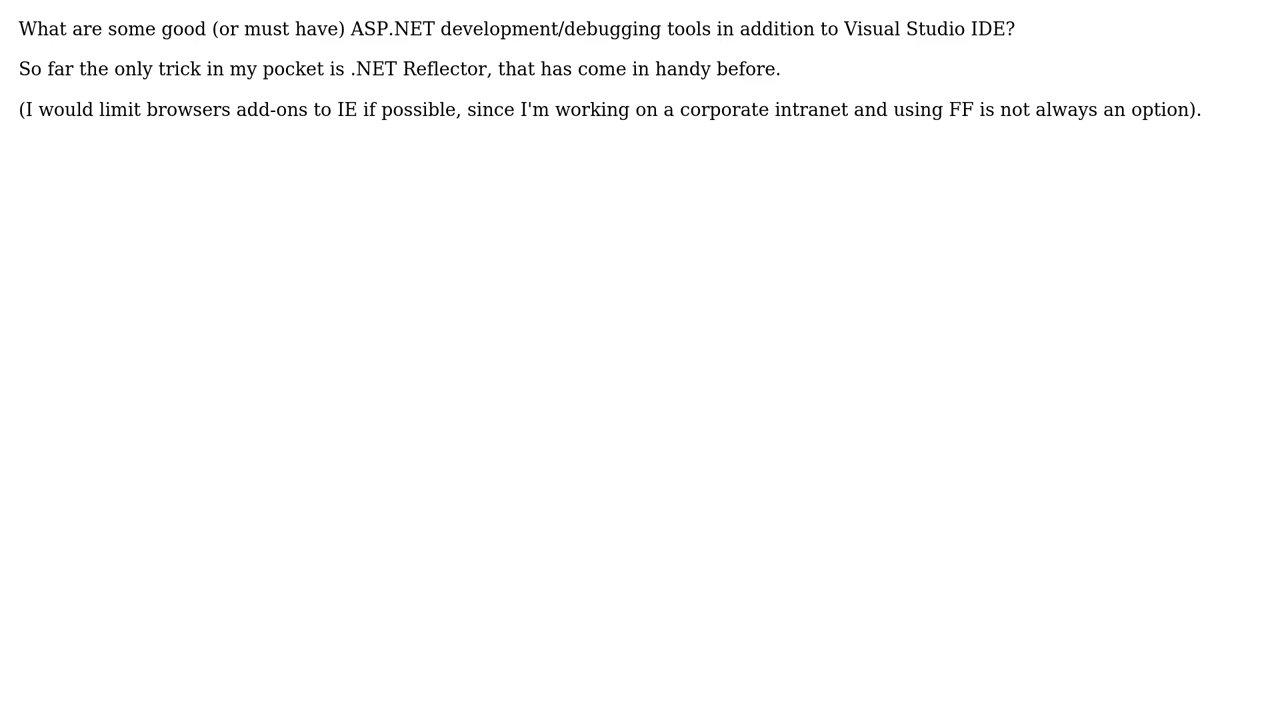 What are some good (or must have) ASP.NET development/debugging tools in addition to Visual Studio IDE?
So far the only trick in my pocket is .NET Reflector, that has come in handy before.
(I would limit browsers add-ons to IE if possible, since I'm working on a corporate intranet and using FF is not always an option).